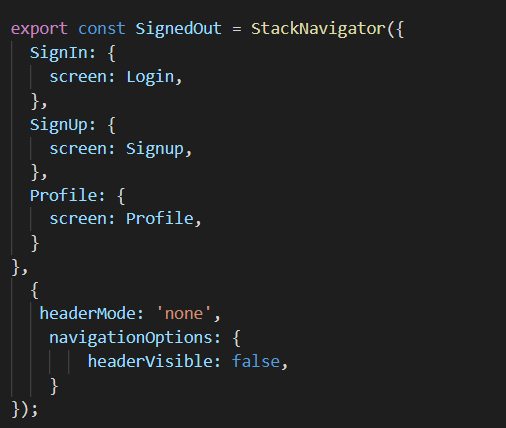 export const SignedOut = StackNavigator({
  SignIn: {
    screen: Login,
  },
  SignUp: {
    screen: Signup,
  },
  Profile: {
    screen: Profile,
  }
},
  {
   headerMode: 'none',
    navigationOptions: {
        headerVisible: false,
    }
});